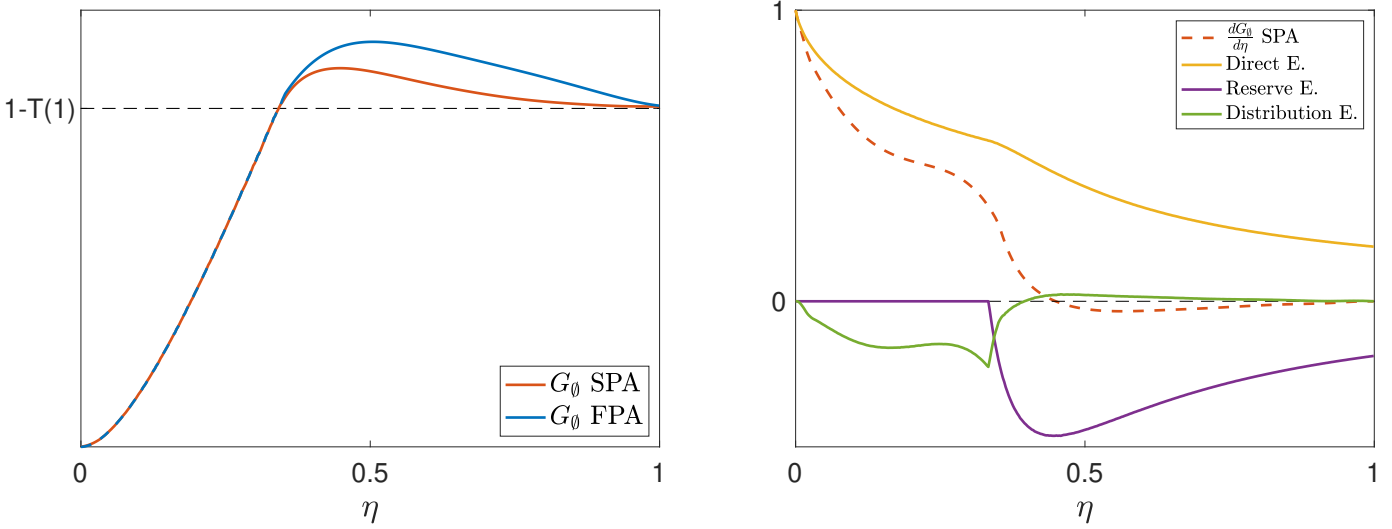 1-T(1)
G∅ SPA
G∅ FPA
0
0.5
1
η
1
0
dG∅/dη SPA
Direct E.
Reserve E.
Distribution E.
0
0.5
1
η